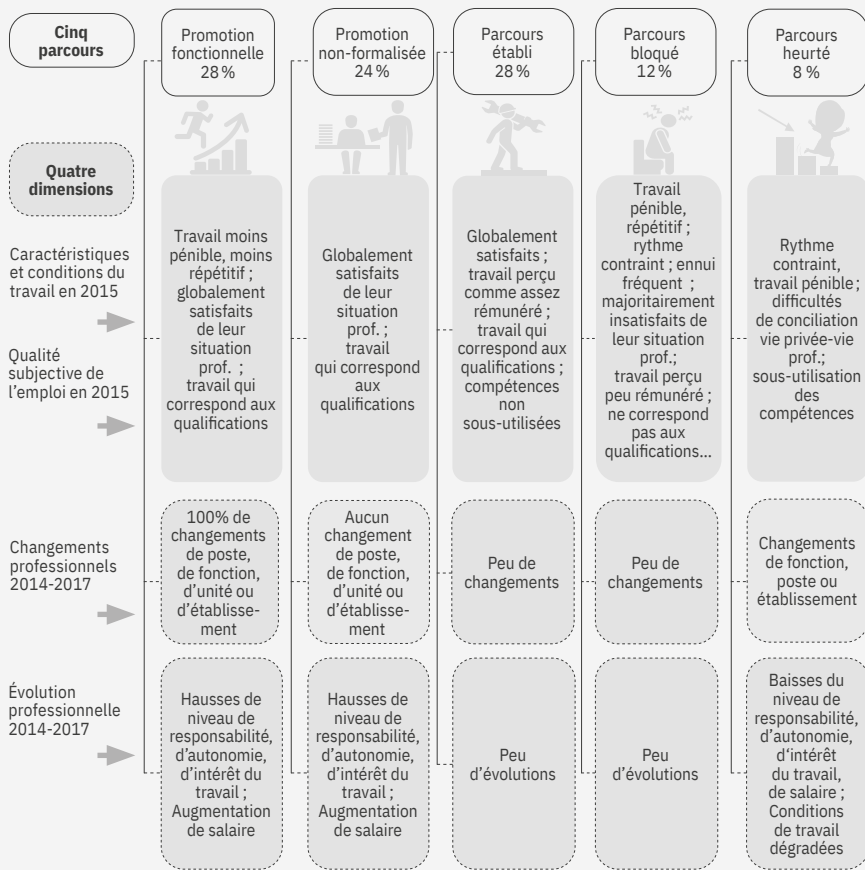 Cinq
parcours
Promotion
fonctionnelle
28 %
Promotion
non-formalisée
24 %
Parcours
établi
28 %
Parcours
bloqué
12 %
Parcours
heurté
8 %
Quatre
dimensions
Caractéristiques
et conditions du
travail en 2015
Qualité
subjective de
l’emploi en 2015
Travail moins
pénible, moins
répétitif ;
globalement
satisfaits
de leur
situation
prof. ;
travail qui
correspond aux
qualifications
Globalement
satisfaits
de leur
situation
prof. ;
travail
qui correspond
aux
qualifications
Globalement
satisfaits ;
travail perçu
comme assez
rémunéré ;
travail qui
correspond aux
qualifications ;
compétences
non
sous-utilisées
Travail
pénible,
répétitif ;
rythme
contraint ; ennui
fréquent ;
majoritairement
insatisfaits de
leur situation
prof.;
travail perçu
peu rémunéré ;
ne correspond
pas aux
qualifications...
Rythme
contraint,
travail pénible ;
difficultés
de conciliation
vie privée-vie
prof.;
sous-utilisation
des
compétences
Changements
professionnels
2014-2017
100% de
changements
de poste,
de fonction,
d’unité ou
d’établisse-
ment
Aucun
changement
de poste,
de fonction,
d’unité ou
d’établisse-
ment
Peu de
changements
Peu de
changements
Changements
de fonction,
poste ou
établissement
Évolution
professionnelle
2014-2017
Hausses de
niveau de
responsabilité,
d’autonomie,
d’intérêt du
travail ;
Augmentation
de salaire
Hausses de
niveau de
responsabilité,
d’autonomie,
d’intérêt du
travail ;
Augmentation
de salaire
Peu
d’évolutions
Peu
d’évolutions
Baisses du
niveau de
responsabilité,
d’autonomie,
d‘intérêt
du travail,
de salaire ;
Conditions
de travail
dégradées